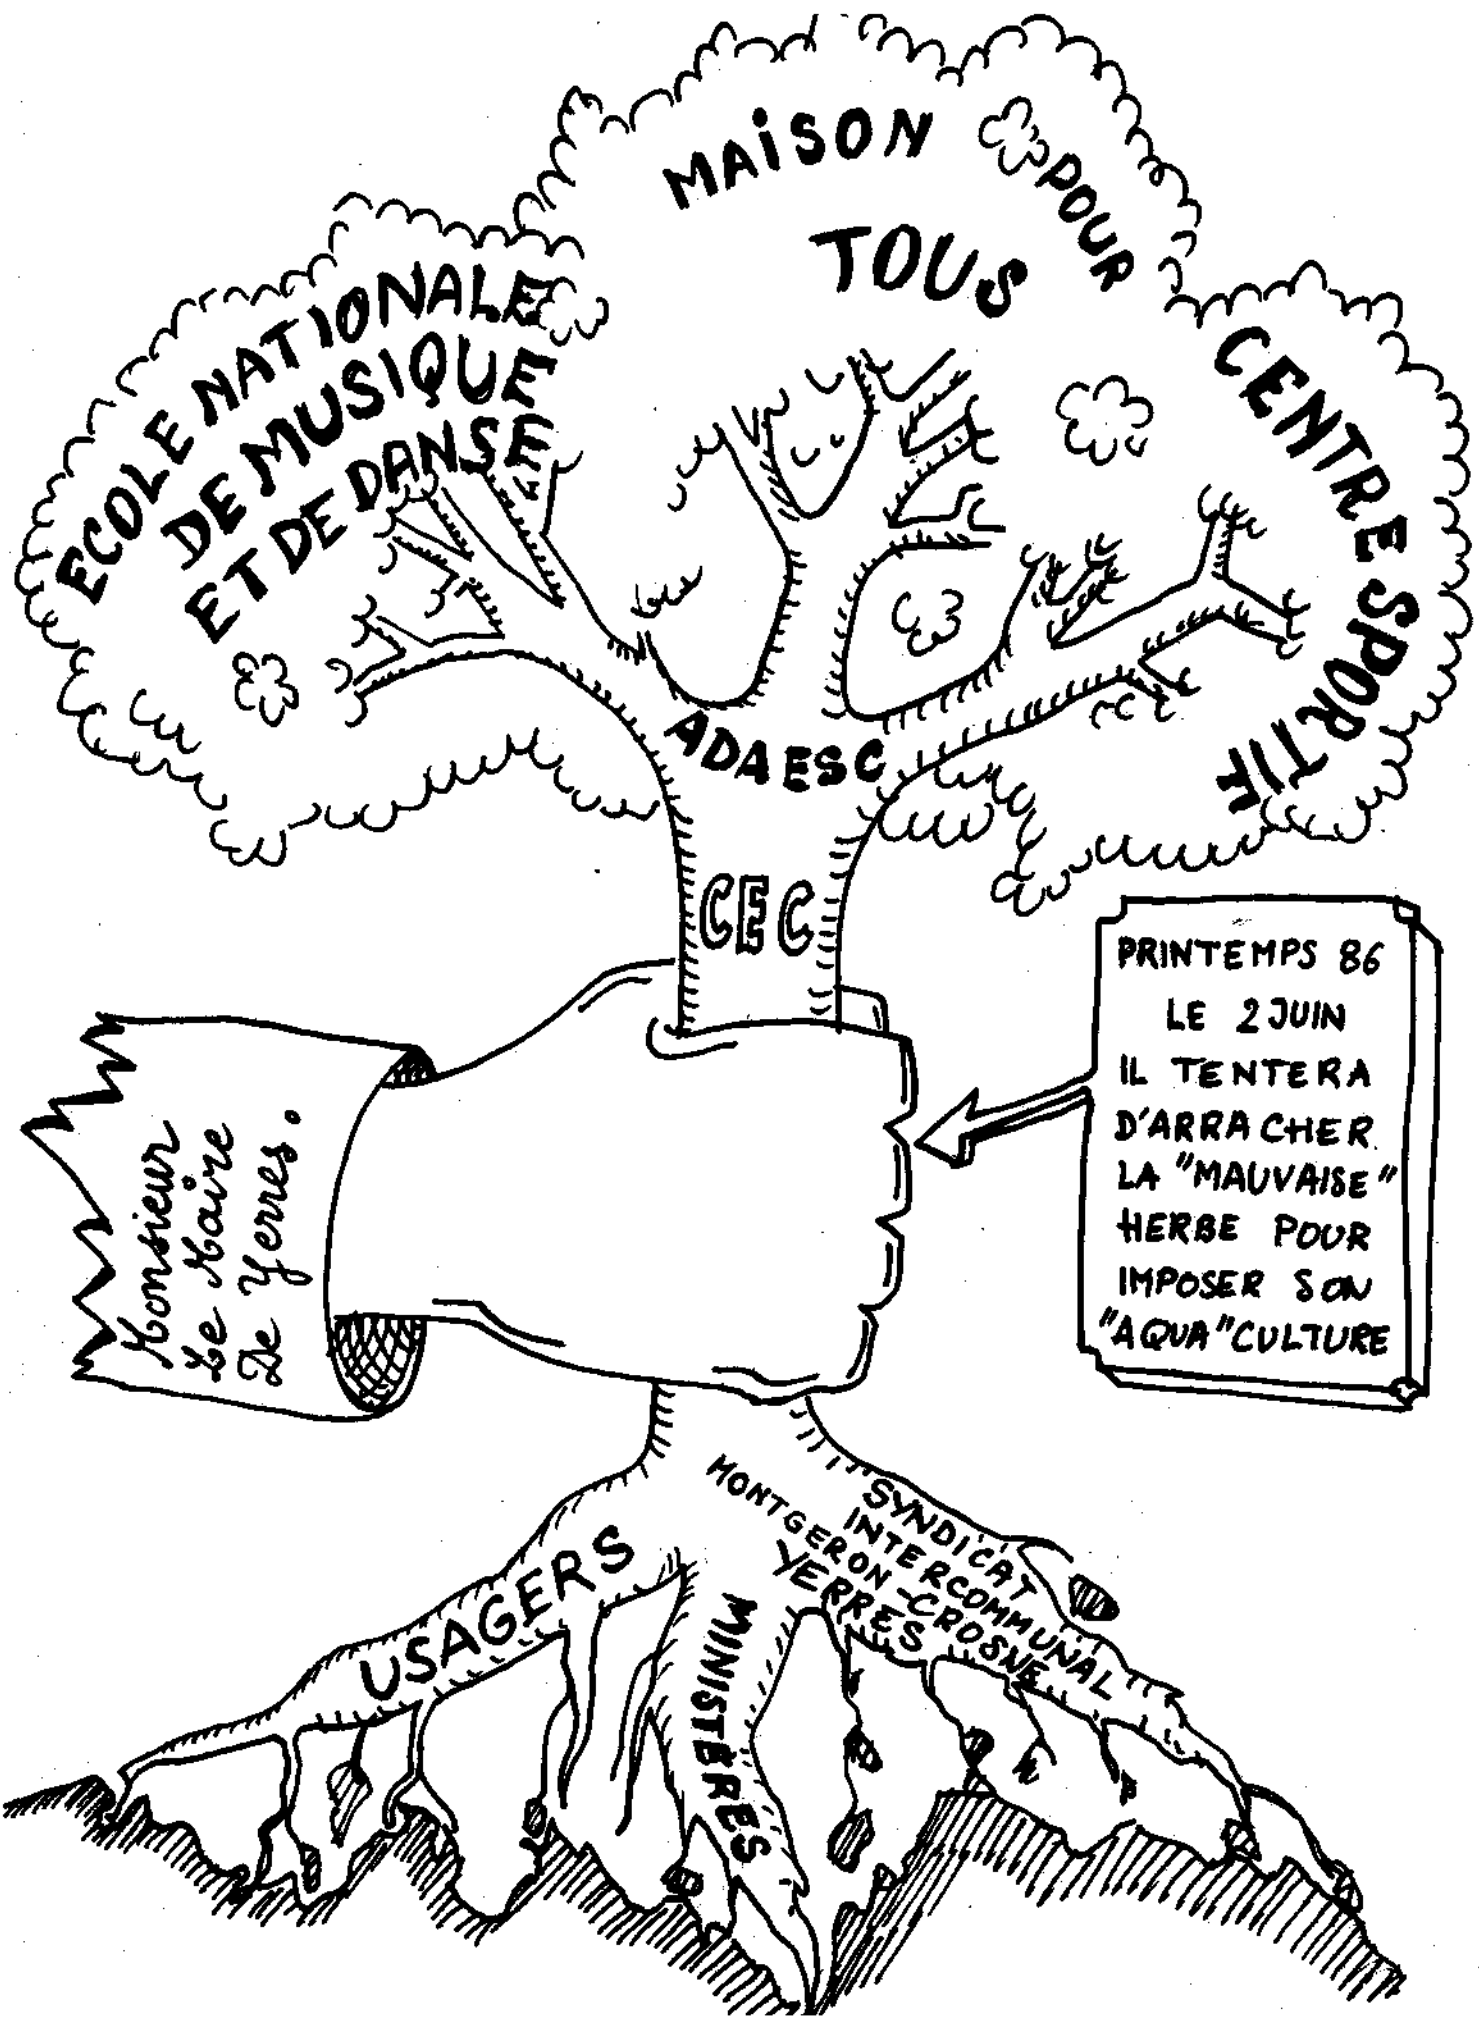 MAiSON
POUR
TOUS
ECOLE NATIONALE
DE MUSIQUE
ET DE DANSE
CENTRE SPORTIF
ADAESC
CEC
PRINTEMPS 86
LE 2 JUIN
IL TENTERA
D'ARRACHER
LA "MAUVAISE"
HERBE POUR
IMPOSER SON
"AQUA"CULTURE
Monsieur
Le Maire
De Yerres.
USAGERS
MINISTÈRES
SYNDICAT
INTERCOMMUNAL
MONTGERON-CROSNE
YERRES